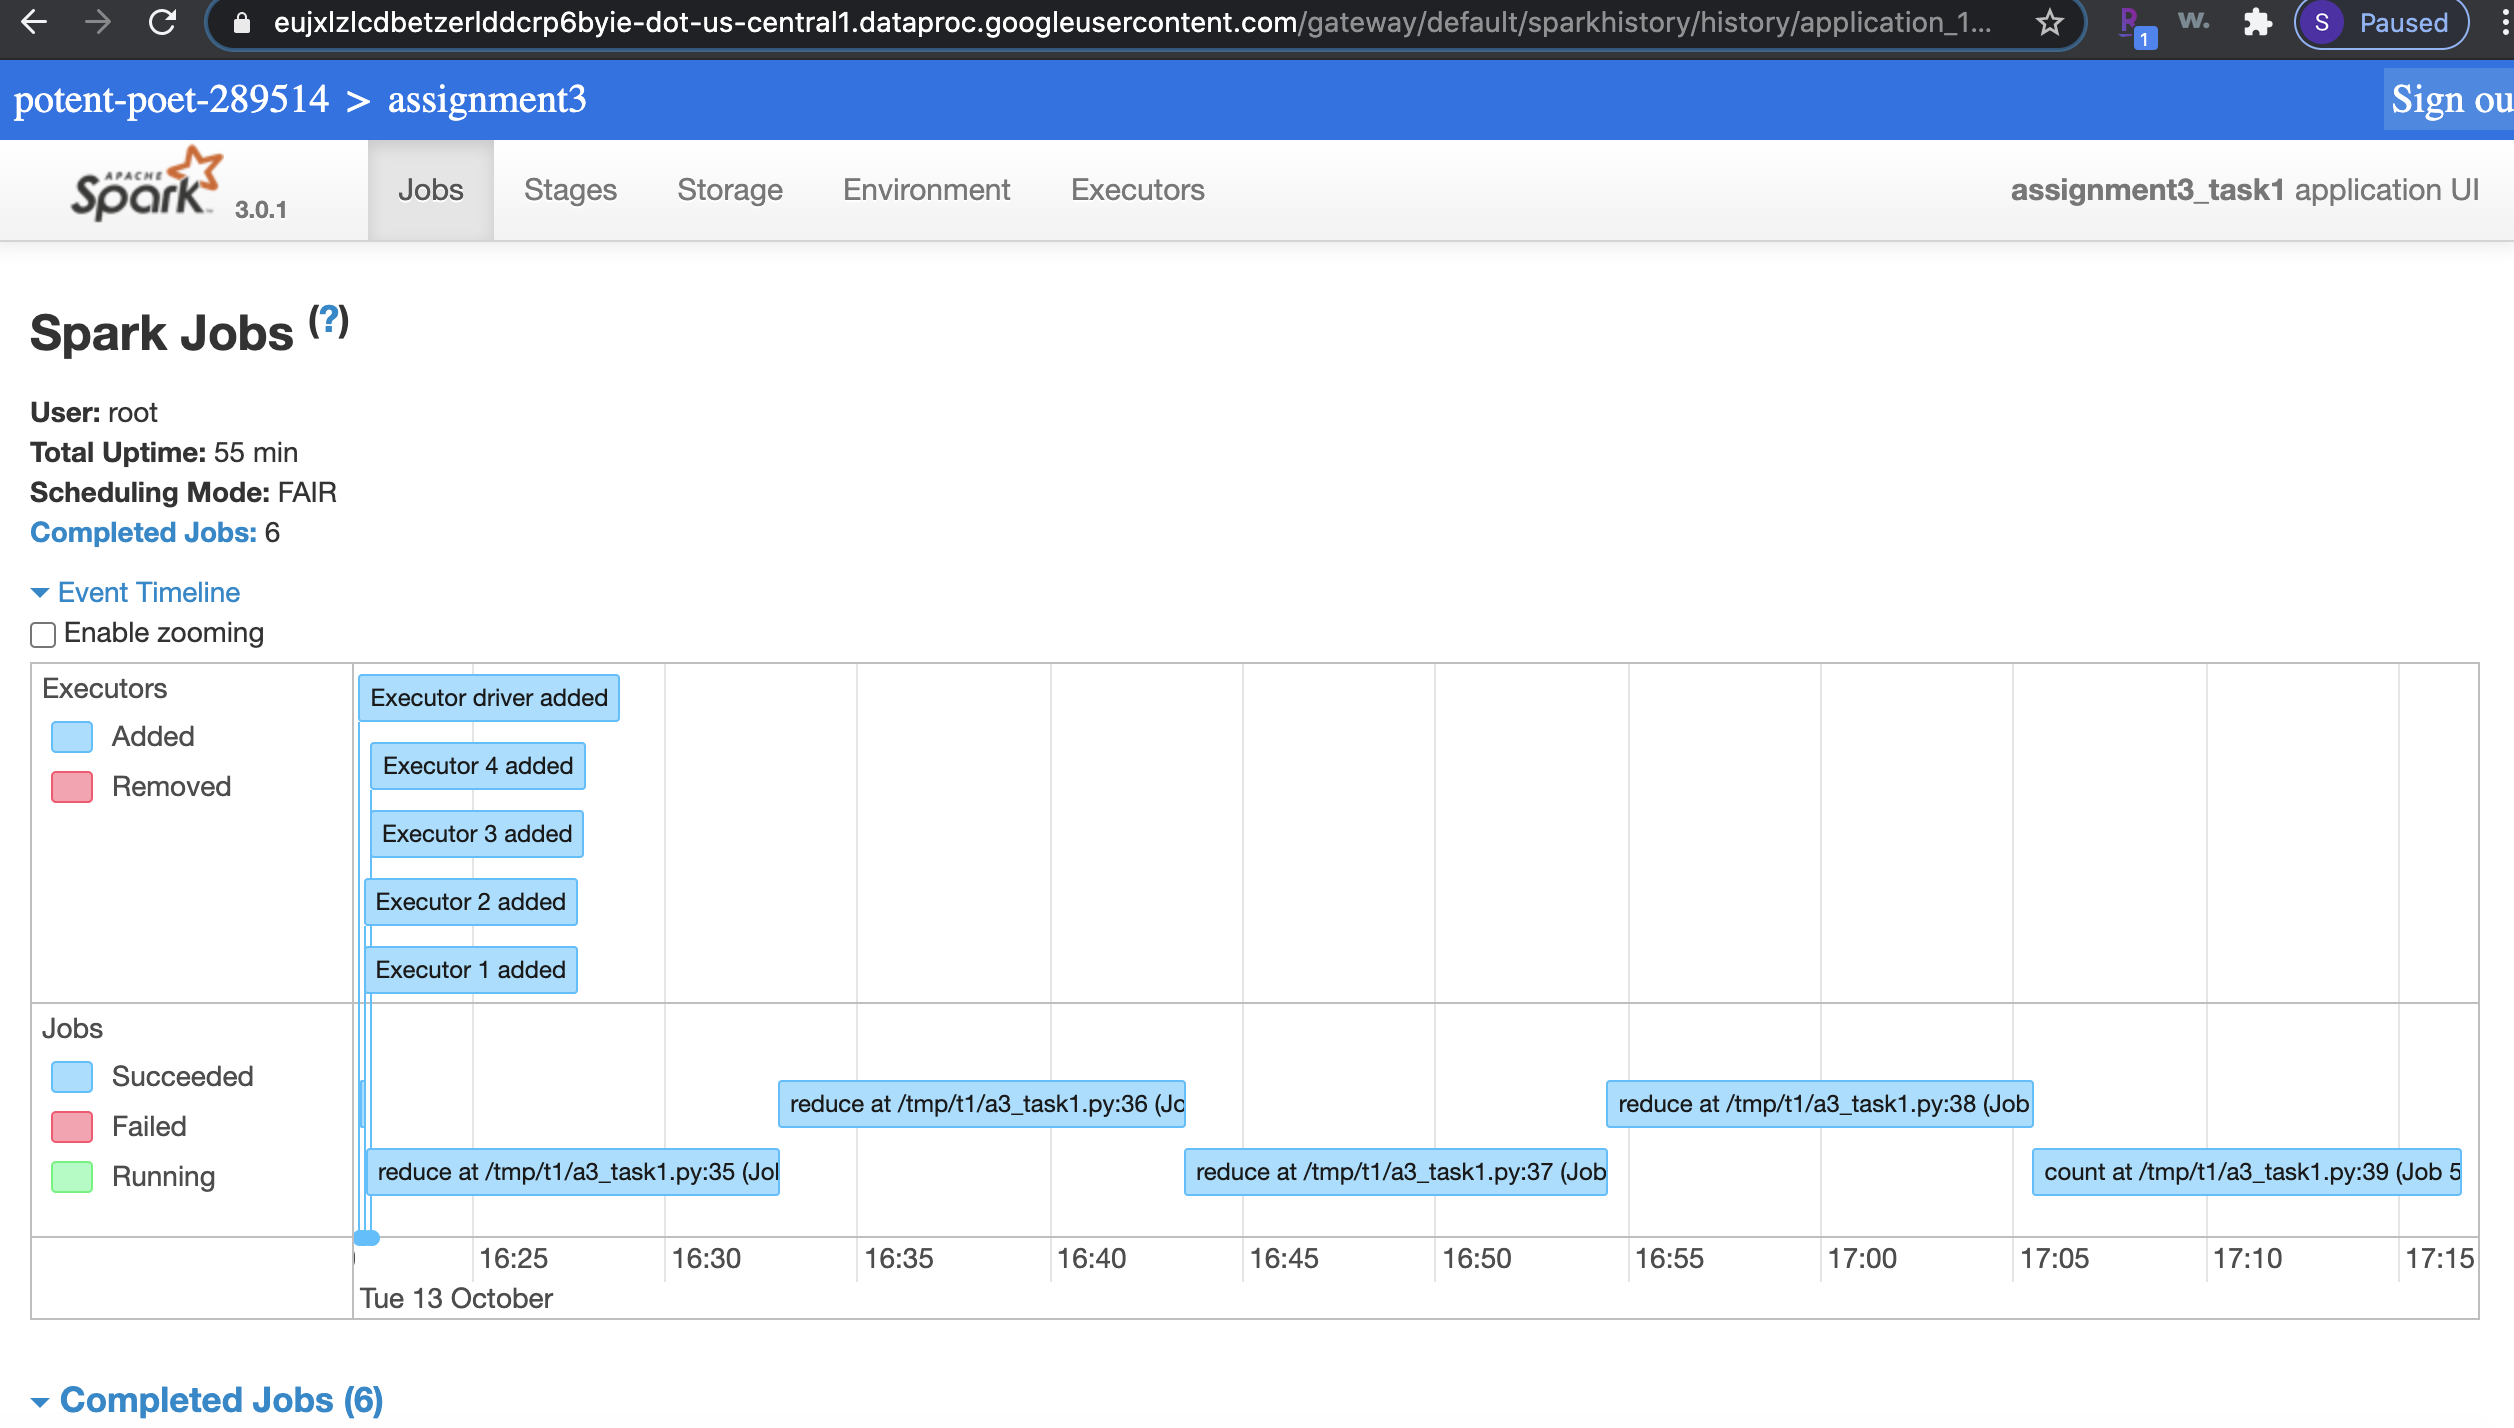 eujxlzlcdbetzerlddcrp6byie-dot-us-central1.dataproc.googleusercontent.com/gateway/default/sparkhistory/history/application_1...
R 1 w. S Paused
potent-poet-289514 > assignment3 Sign ou
APACHE Spark 3.0.1 Jobs Stages Storage Environment Executors assignment3_task1 application UI
Spark Jobs (?)
User: root
Total Uptime: 55 min
Scheduling Mode: FAIR
Completed Jobs: 6
Event Timeline
Enable zooming
Executors
Added
Removed
Executor driver added
Executor 4 added
Executor 3 added
Executor 2 added
Executor 1 added
Jobs
Succeeded
Failed
Running
reduce at /tmp/t1/a3_task1.py:36 (Jo
reduce at /tmp/t1/a3_task1.py:38 (Job
reduce at /tmp/t1/a3_task1.py:35 (Jol
reduce at /tmp/t1/a3_task1.py:37 (Job
count at /tmp/t1/a3_task1.py:39 (Job 5
16:25 16:30 16:35 16:40 16:45 16:50 16:55 17:00 17:05 17:10 17:15
Tue 13 October
Completed Jobs (6)